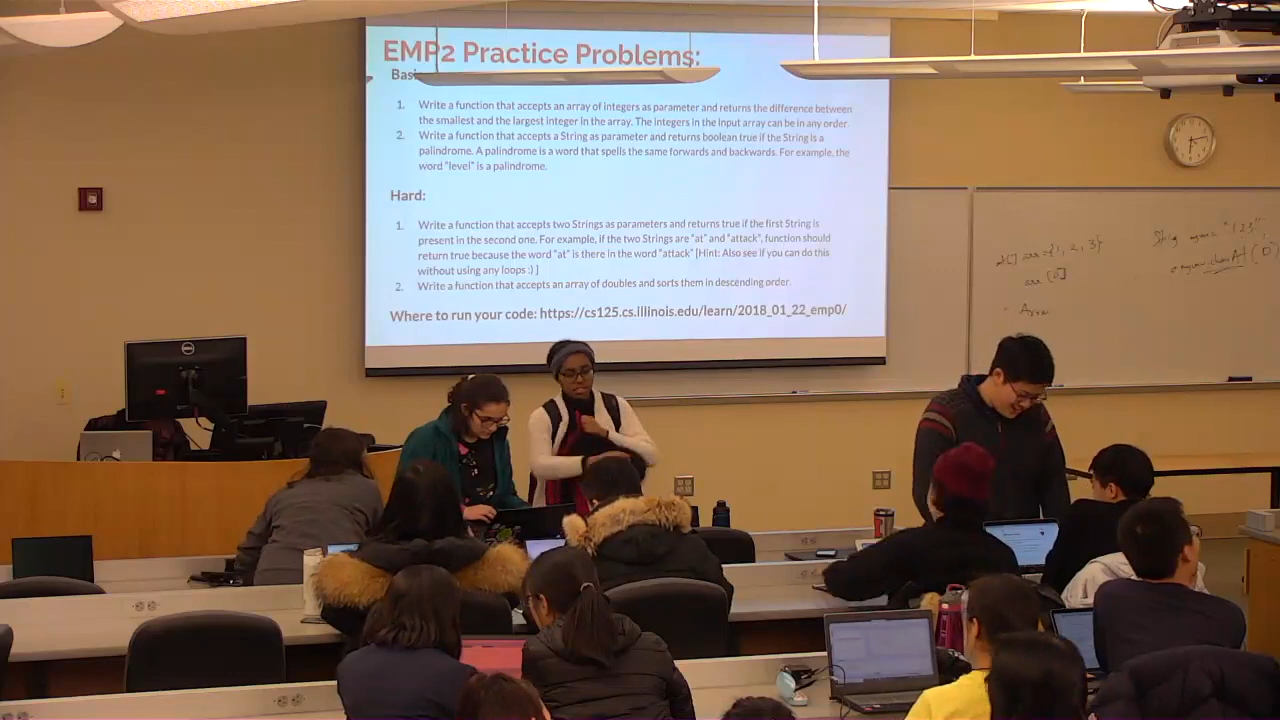 EMP2 Practice Problems:
1. Write a function that accepts an array of integers as parameter and returns the difference between
the smallest and the largest integer in the array. The integers in the input array can be in any order.
2. Write a function that accepts a String as parameter and returns boolean true if the String is a
palindrome. A palindrome is a word that spells the same forwards and backwards. For example, the
word "level" is a palindrome.
Hard:
1. Write a function that accepts two Strings as parameters and returns true if the first String is
present in the second one. For example, if the two Strings are "at" and "attack", function should
return true because the word "at" is there in the word "attack" [Hint: Also see if you can do this
without using any loops :) ]
2. Write a function that accepts an array of doubles and sorts them in descending order.
Where to run your code: https://cs125.cs.illinois.edu/learn/2018_01_22_emp0/
arr = {1, 2, 3}
arr [0]
String
DELL